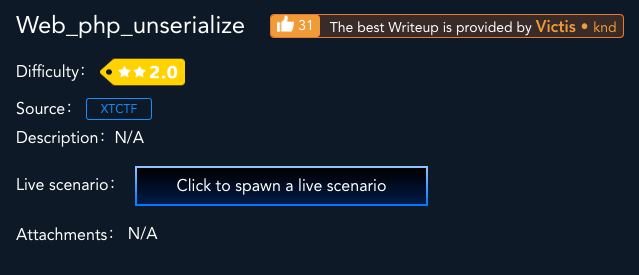 Web_php_unserialize 31 The best Writeup is provided by Victis • knd
Difficulty: 2.0
Source: XTCTF
Description: N/A
Live scenario: Click to spawn a live scenario
Attachments: N/A